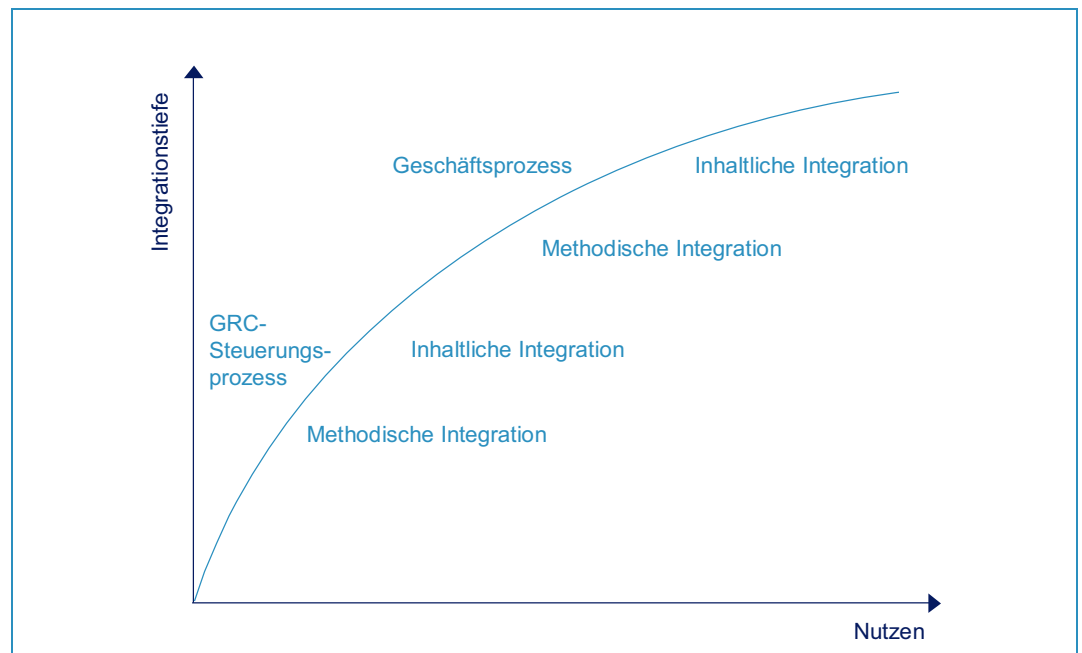 Integrationstiefe
Geschäftsprozess
Inhaltliche Integration
Methodische Integration
GRC-
Steuerungs-
prozess
Inhaltliche Integration
Methodische Integration
Nutzen